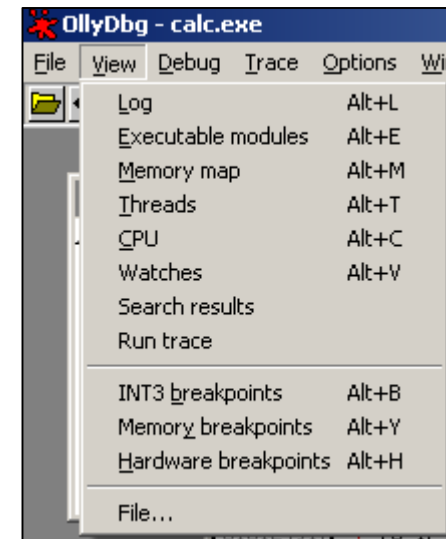 OllyDbg - calc.exe
File View Debug Trace Options
Log Alt+L
Executable modules Alt+E
Memory map Alt+M
Threads Alt+T
CPU Alt+C
Watches Alt+V
Search results
Run trace
INT3 breakpoints Alt+B
Memory breakpoints Alt+Y
Hardware breakpoints Alt+H
File...